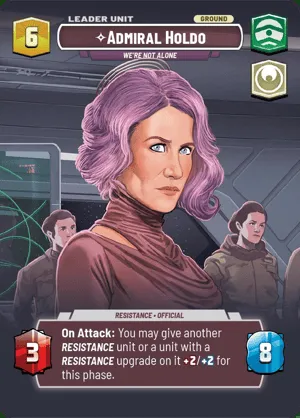 LEADER UNIT
GROUND
6
ADMIRAL HOLDO
WE'RE NOT ALONE
RESISTANCE • OFFICIAL
On Attack: You may give another
RESISTANCE unit or a unit with a
RESISTANCE upgrade on it +2/+2 for
this phase.
3
8